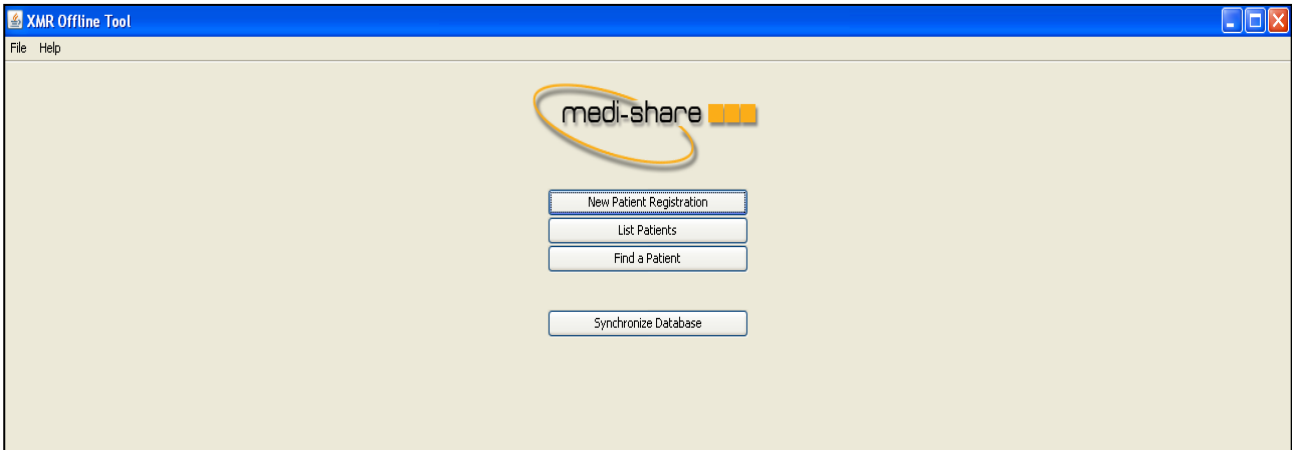 XMR Offline Tool
File Help
medi-share
New Patient Registration
List Patients
Find a Patient
Synchronize Database